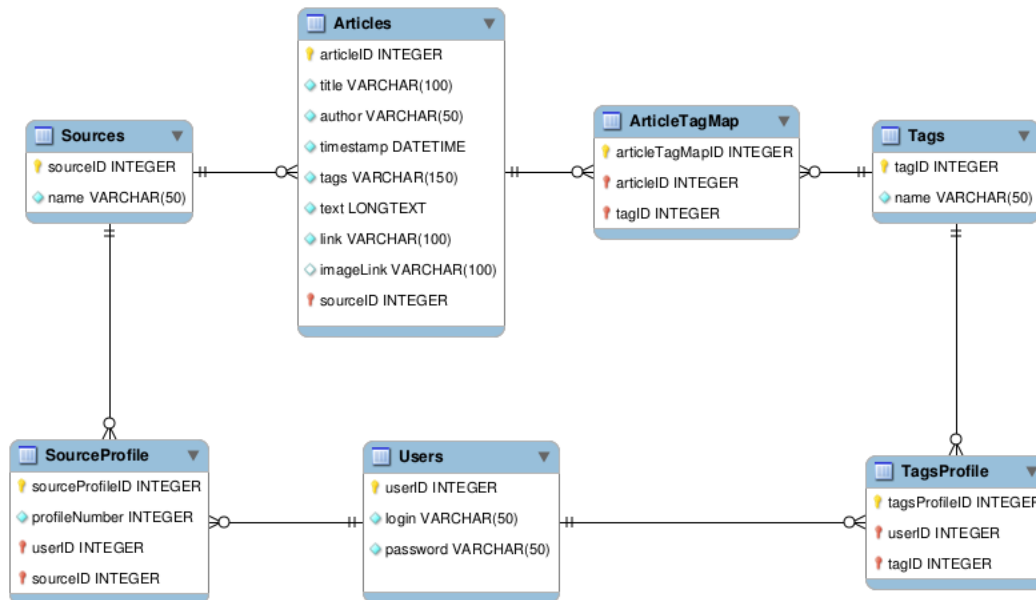 Articles
articleID INTEGER
title VARCHAR(100)
author VARCHAR(50)
timestamp DATETIME
tags VARCHAR(150)
text LONGTEXT
link VARCHAR(100)
imageLink VARCHAR(100)
sourceID INTEGER
Sources
sourceID INTEGER
name VARCHAR(50)
ArticleTagMap
articleTagMapID INTEGER
articleID INTEGER
tagID INTEGER
Tags
tagID INTEGER
name VARCHAR(50)
SourceProfile
sourceProfileID INTEGER
profileNumber INTEGER
userID INTEGER
sourceID INTEGER
Users
userID INTEGER
login VARCHAR(50)
password VARCHAR(50)
TagsProfile
tagsProfileID INTEGER
userID INTEGER
tagID INTEGER